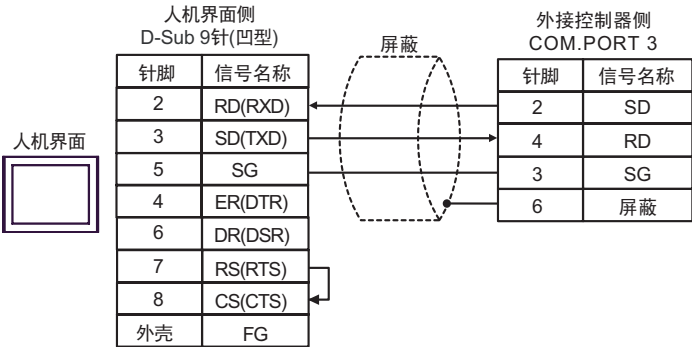 人机界面侧
D-Sub 9针(凹型)
屏蔽
外接控制器侧
COM.PORT 3
人机界面
针脚 信号名称
2 RD(RXD)
3 SD(TXD)
5 SG
4 ER(DTR)
6 DR(DSR)
7 RS(RTS)
8 CS(CTS)
外壳 FG
针脚 信号名称
2 SD
4 RD
3 SG
6 屏蔽